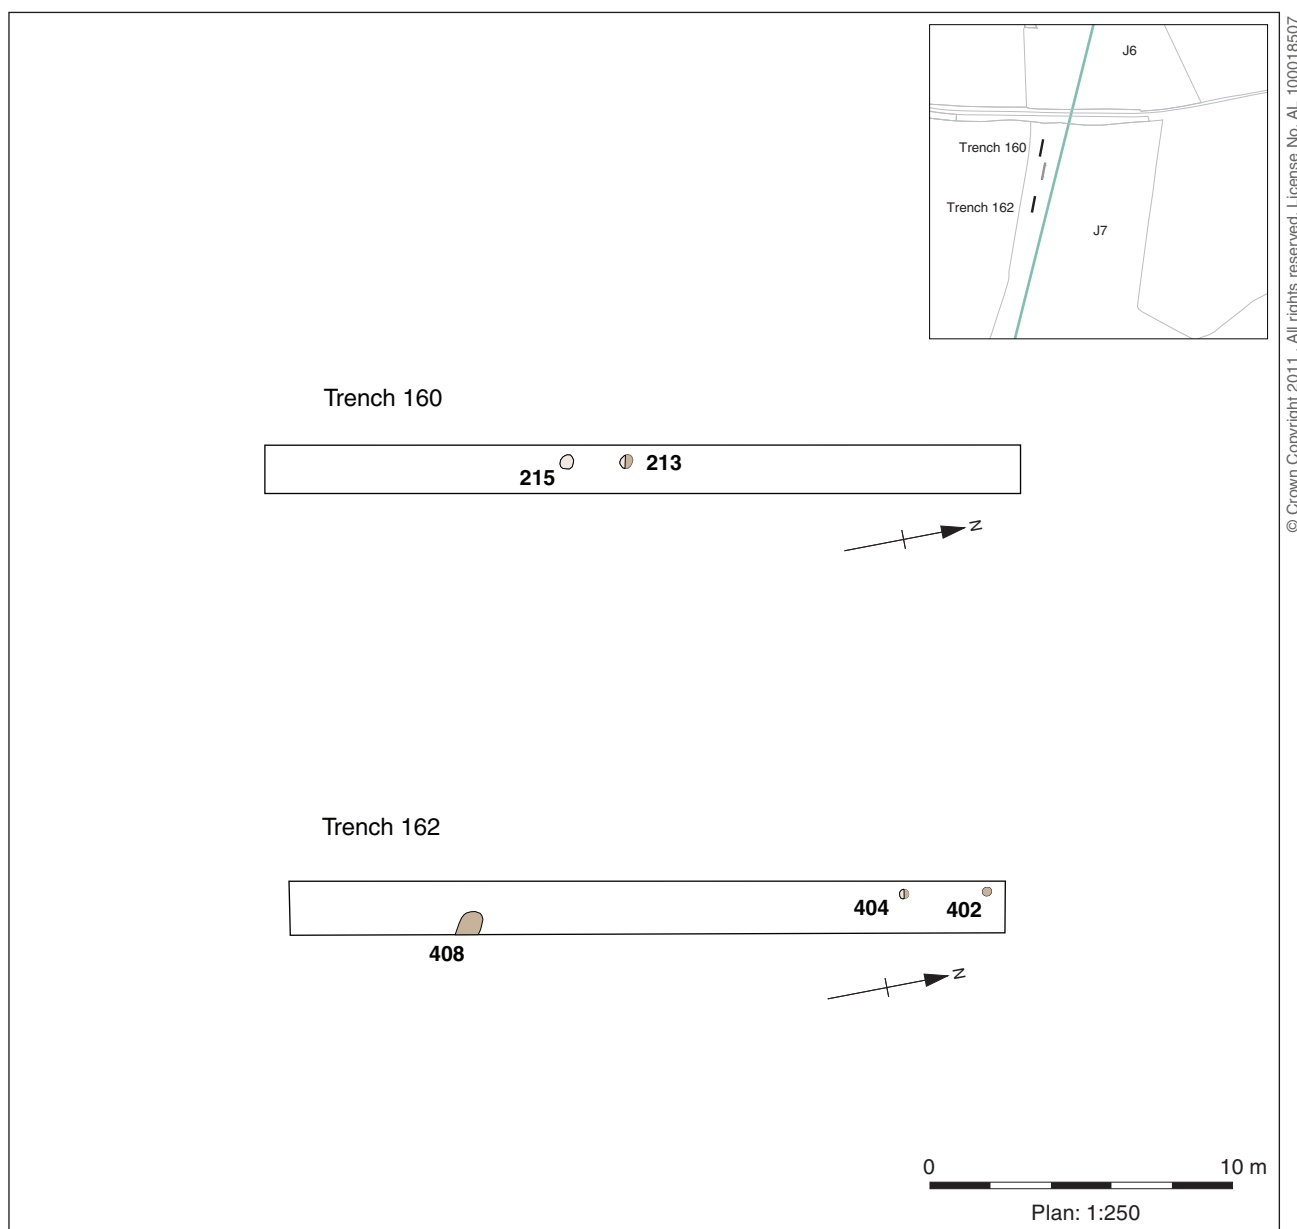 J6
Trench 160
Trench 162
J7
© Crown Copyright 2011 . All rights reserved. License No. AL 100018507
Trench 160
215
213
N
Trench 162
404
402
408
N
0
10 m
Plan: 1:250